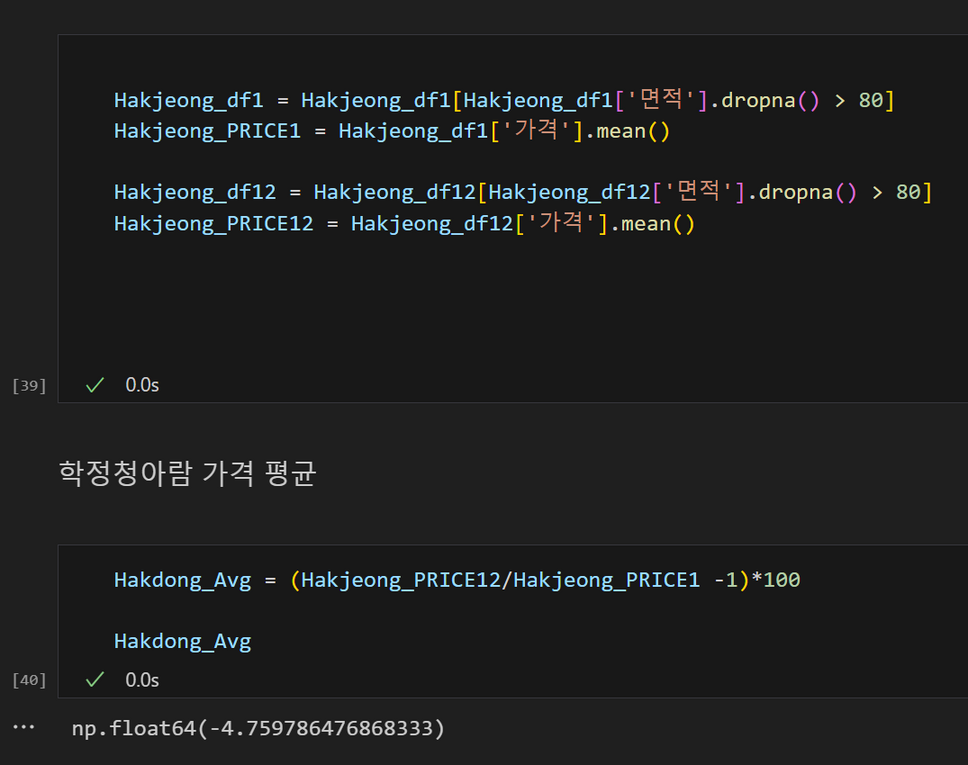 Hakjeong_df1 = Hakjeong_df1[Hakjeong_df1['면적'].dropna() > 80]
Hakjeong_PRICE1 = Hakjeong_df1['가격'].mean()
Hakjeong_df12 = Hakjeong_df12[Hakjeong_df12['면적'].dropna() > 80]
Hakjeong_PRICE12 = Hakjeong_df12['가격'].mean()
[39] 0.0s
학정청아람 가격 평균
Hakdong_Avg = (Hakjeong_PRICE12/Hakjeong_PRICE1 -1)*100
Hakdong_Avg
[40] 0.0s
... np.float64(-4.759786476868333)